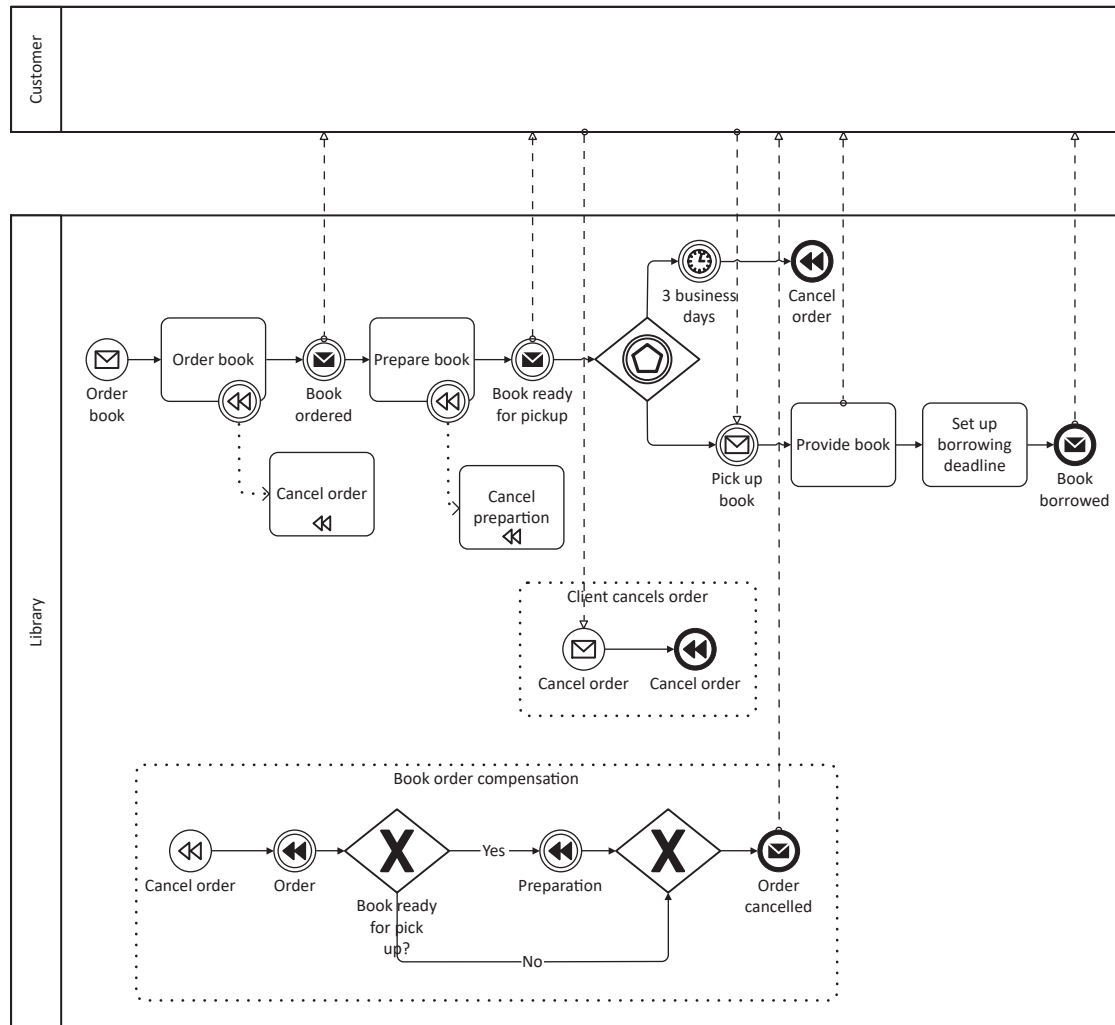 Customer
Library
3 business
days
Cancel
order
Order book
Prepare book
Order
book
Book
ordered
Book ready
for pickup
Pick up
book
Provide book
Set up
borrowing
deadline
Book
borrowed
Cancel order
Cancel
prepartion
Client cancels order
Cancel order
Cancel order
Book order compensation
Cancel order
Order
Book ready
for pick
up?
Yes
Preparation
No
Order
cancelled